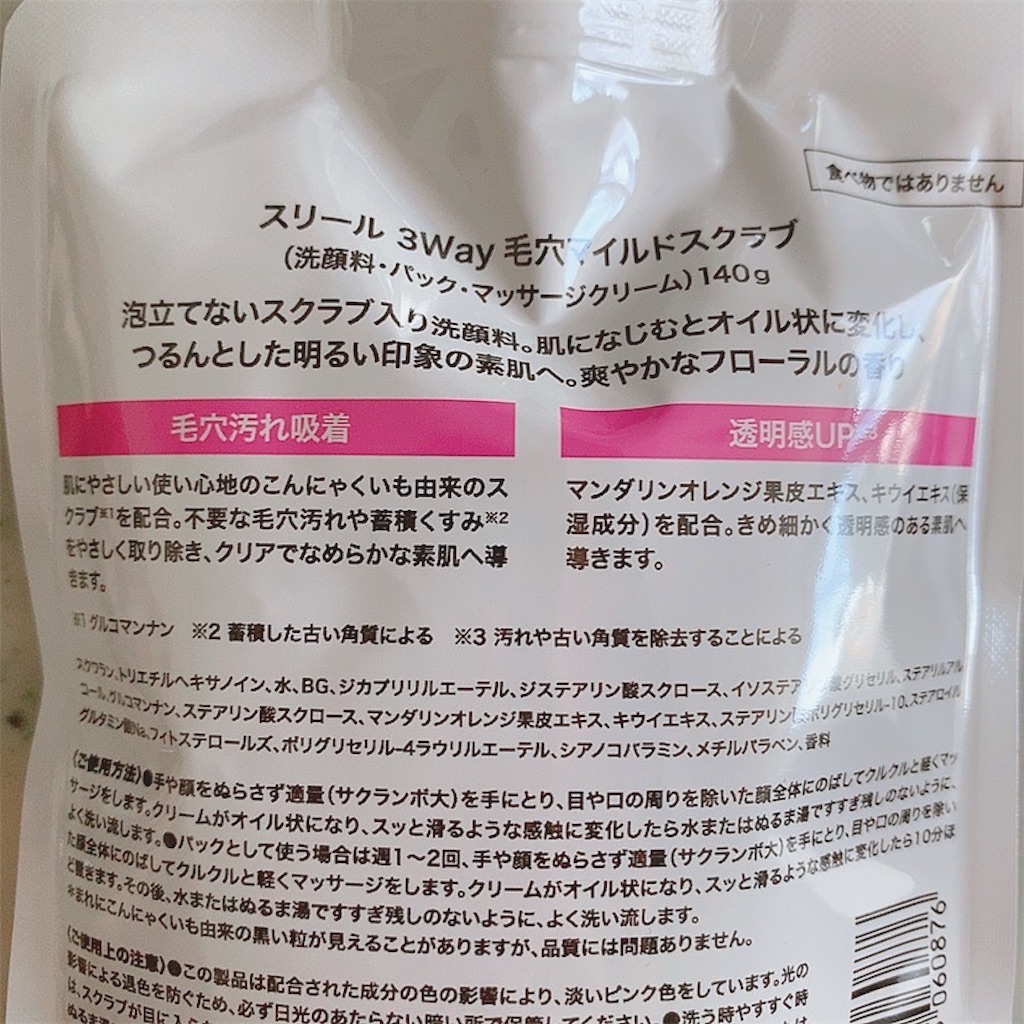 食べ物ではありません
スリール 3Way 毛穴マイルドスクラブ
(洗顔料・パック・マッサージクリーム)140g
泡立てないスクラブ入り洗顔料。肌になじむとオイル状に変化し、
つるんとした明るい印象の素肌へ。爽やかなフローラルの香り
毛穴汚れ吸着
肌にやさしい使い心地のこんにゃくいも由来のス
クラブ※1を配合。不要な毛穴汚れや蓄積くすみ※2
をやさしく取り除き、クリアでなめらかな素肌へ導
きます。
透明感UP※3
マンダリンオレンジ果皮エキス、キウイエキス(保
湿成分)を配合。きめ細かく透明感のある素肌へ
導きます。
※1 グルコマンナン ※2 蓄積した古い角質による ※3 汚れや古い角質を除去することによる
スクワラン、トリエチルヘキサノイン、水、BG、ジカプリリルエーテル、ジステアリン酸スクロース、イソステアリン酸グリセリル、ステアリルアル
コール、グルコマンナン、ステアリン酸スクロース、マンダリンオレンジ果皮エキス、キウイエキス、ステアリン酸ポリグリセリル-10、ステアロイル
グルタミン酸Na、フィトステロールズ、ポリグリセリル-4ラウリルエーテル、シアノコバラミン、メチルパラベン、香料
(ご使用方法)●手や顔をぬらさず適量(サクランボ大)を手にとり、目や口の周りを除いた顔全体にのばしてクルクルと軽くマッ
サージをします。クリームがオイル状になり、スッと滑るような感触に変化したら水またはぬるま湯ですすぎ残しのないように、
よく洗い流します。●パックとして使う場合は週1~2回、手や顔をぬらさず適量(サクランボ大)を手にとり、目や口の周りを除い
た顔全体にのばしてクルクルと軽くマッサージをします。クリームがオイル状になり、スッと滑るような感触に変化したら10分ほ
ど置きます。その後、水またはぬるま湯ですすぎ残しのないように、よく洗い流します。
*まれにこんにゃくいも由来の黒い粒が見えることがありますが、品質には問題ありません。
(ご使用上の注意)●この製品は配合された成分の色の影響により、淡いピンク色をしています。光の
影響による退色を防ぐため、必ず日光のあたらない暗い所で保管してください。●洗う時やすすぐ時
は、スクラブが目に入ら
ぬるま湯
060876